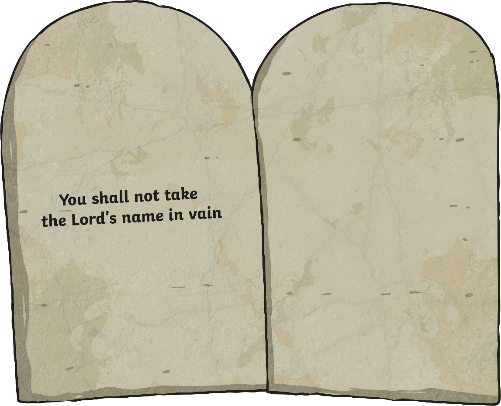 You shall not take
the Lord's name in vain